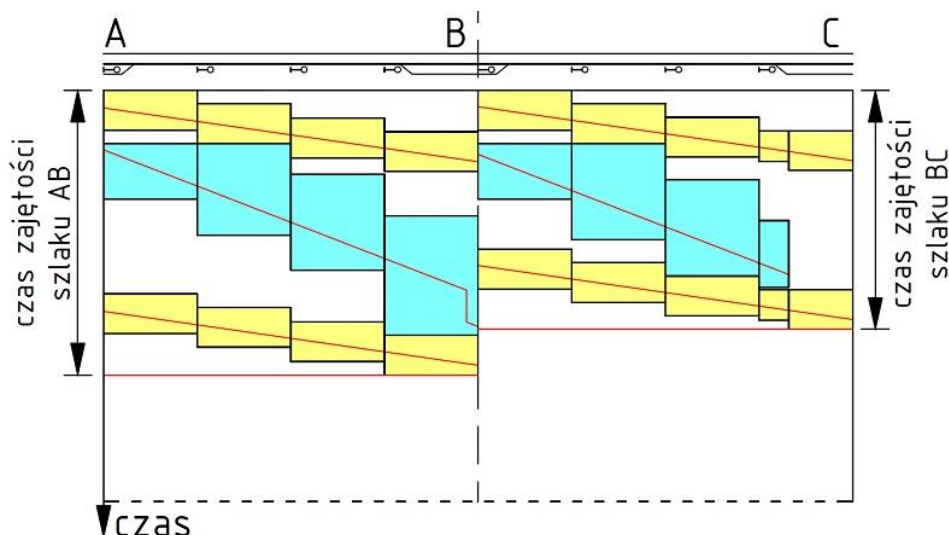 A
B
C
czas zajętości
szlaku AB
czas zajętości
szlaku BC
czas